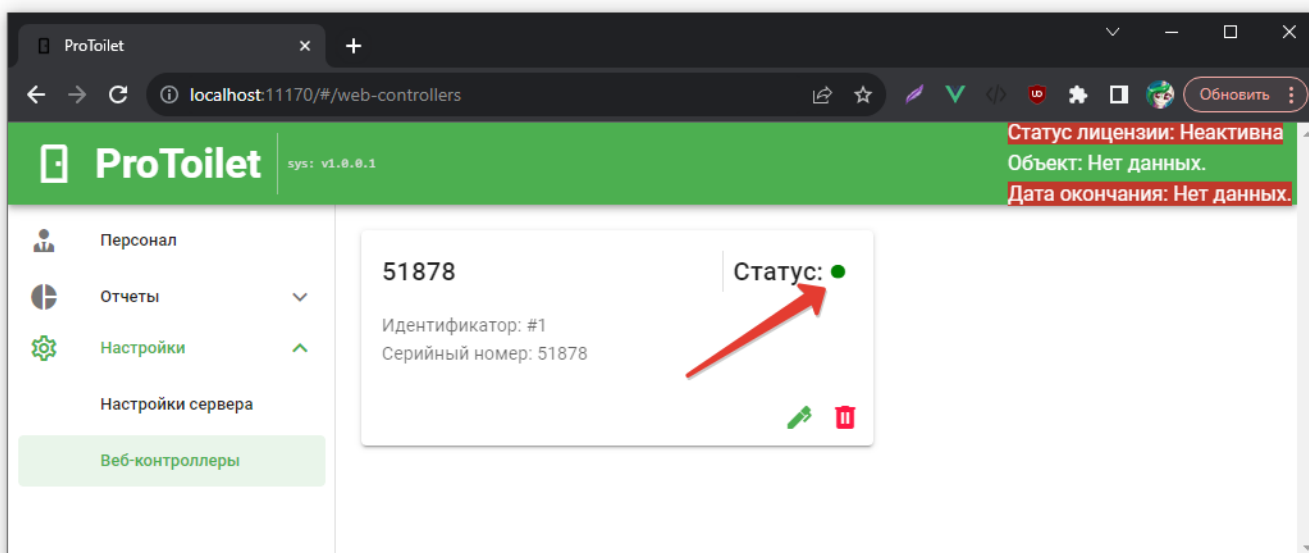 ProToilet
localhost:11170/#/web-controllers
Обновить
ProToilet
sys: v1.0.0.1
Статус лицензии: Неактивна
Объект: Нет данных.
Дата окончания: Нет данных.
Персонал
Отчеты
Настройки
Настройки сервера
Веб-контроллеры
51878
Статус:
Идентификатор: #1
Серийный номер: 51878